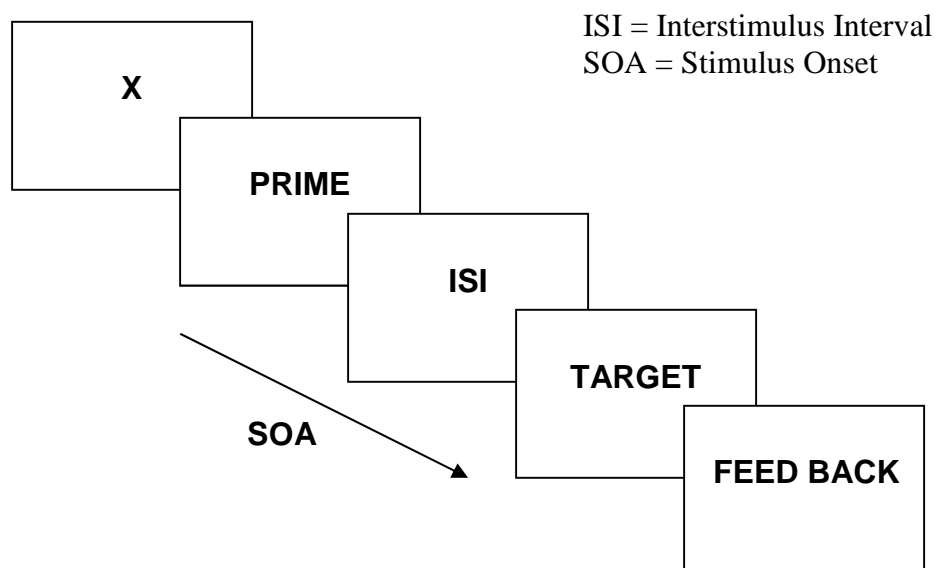 ISI = Interstimulus Interval
SOA = Stimulus Onset
X
PRIME
ISI
TARGET
SOA
FEED BACK